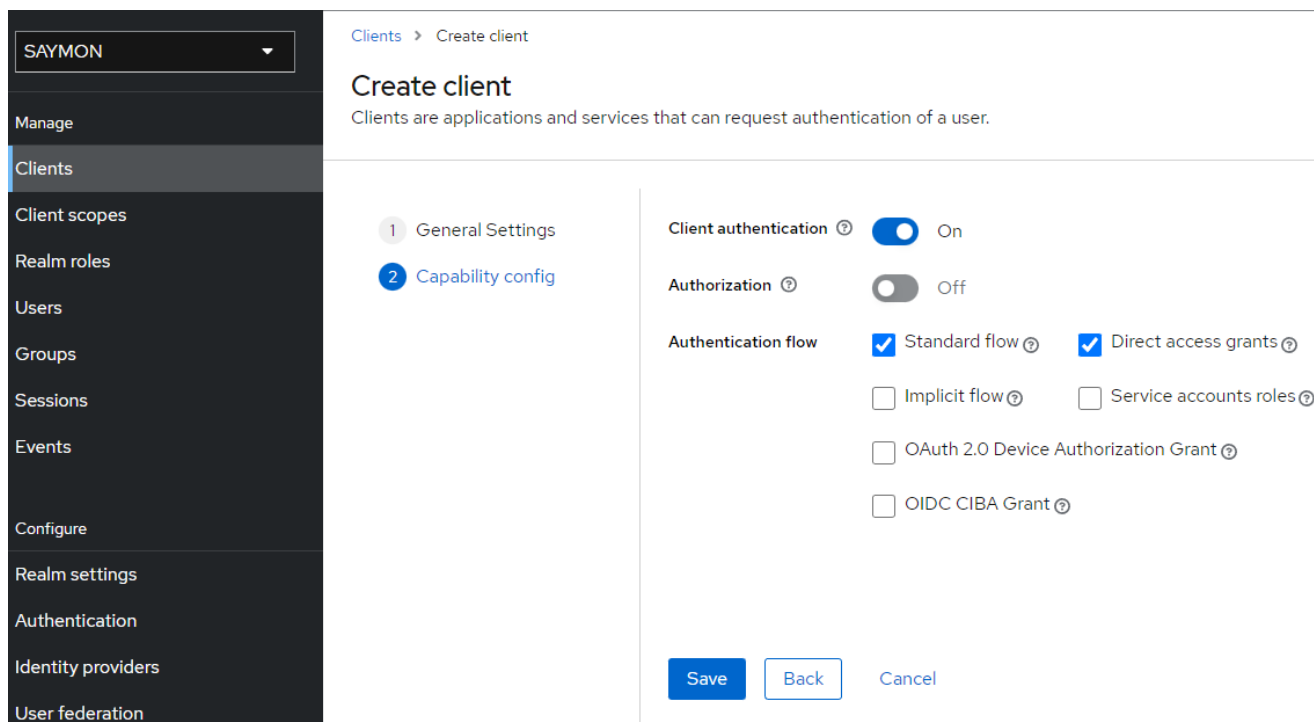 SAYMON
Manage
Clients
Client scopes
Realm roles
Users
Groups
Sessions
Events
Configure
Realm settings
Authentication
Identity providers
User federation
Clients > Create client
Create client
Clients are applications and services that can request authentication of a user.
1 General Settings
2 Capability config
Client authentication ? On
Authorization ? Off
Authentication flow
Standard flow ? Direct access grants ?
Implicit flow ? Service accounts roles ?
OAuth 2.0 Device Authorization Grant ?
OIDC CIBA Grant ?
Save Back Cancel